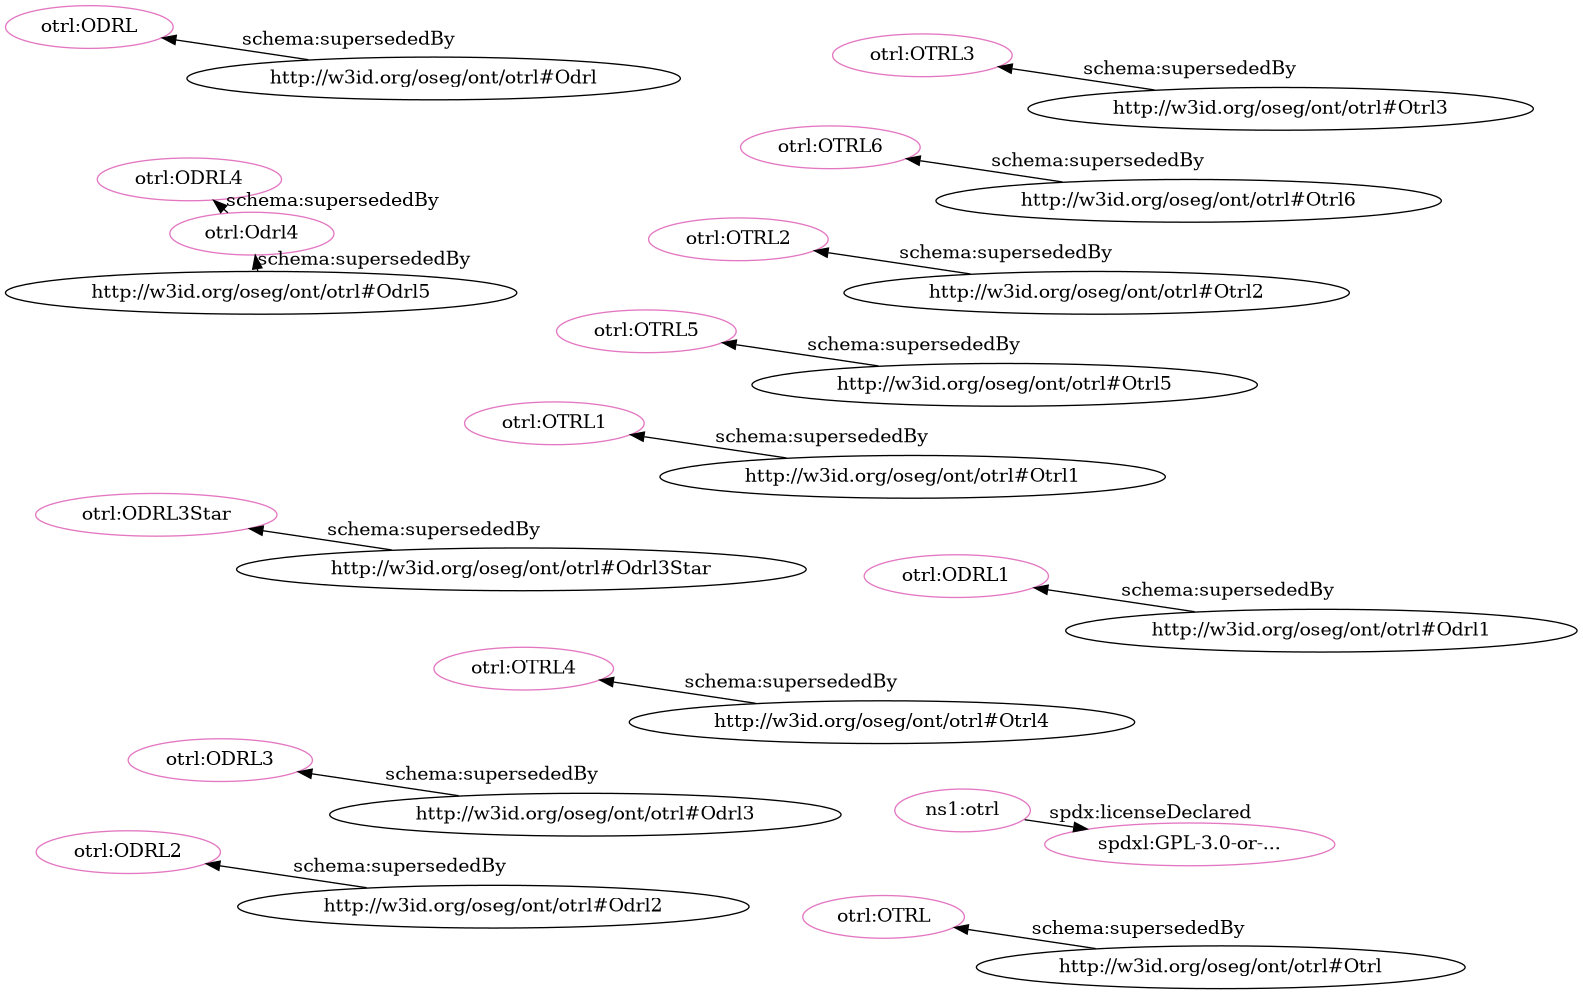 otrl:ODRL
schema:supersededBy
http://w3id.org/oseg/ont/otrl#Odrl
otrl:OTRL3
schema:supersededBy
http://w3id.org/oseg/ont/otrl#Otrl3
otrl:OTRL6
schema:supersededBy
http://w3id.org/oseg/ont/otrl#Otrl6
otrl:ODRL4
schema:supersededBy
otrl:Odrl4
schema:supersededBy
http://w3id.org/oseg/ont/otrl#Odrl5
otrl:OTRL2
schema:supersededBy
http://w3id.org/oseg/ont/otrl#Otrl2
otrl:OTRL5
schema:supersededBy
http://w3id.org/oseg/ont/otrl#Otrl5
otrl:OTRL1
schema:supersededBy
http://w3id.org/oseg/ont/otrl#Otrl1
otrl:ODRL3Star
schema:supersededBy
http://w3id.org/oseg/ont/otrl#Odrl3Star
otrl:ODRL1
schema:supersededBy
http://w3id.org/oseg/ont/otrl#Odrl1
otrl:OTRL4
schema:supersededBy
http://w3id.org/oseg/ont/otrl#Otrl4
otrl:ODRL3
schema:supersededBy
http://w3id.org/oseg/ont/otrl#Odrl3
ns1:otrl
spdx:licenseDeclared
spdxl:GPL-3.0-or-...
otrl:ODRL2
schema:supersededBy
http://w3id.org/oseg/ont/otrl#Odrl2
otrl:OTRL
schema:supersededBy
http://w3id.org/oseg/ont/otrl#Otrl